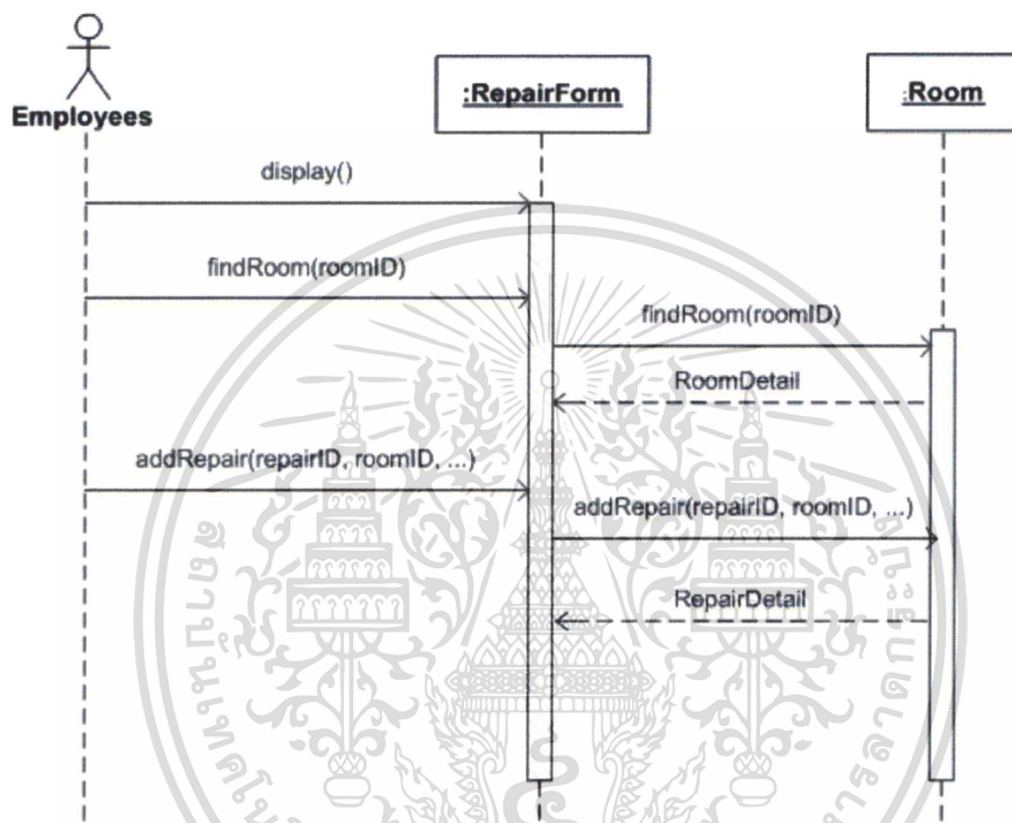 Employees
:RepairForm
:Room
display()
findRoom(roomID)
findRoom(roomID)
RoomDetail
addRepair(repairID, roomID, ...)
addRepair(repairID, roomID, ...)
RepairDetail